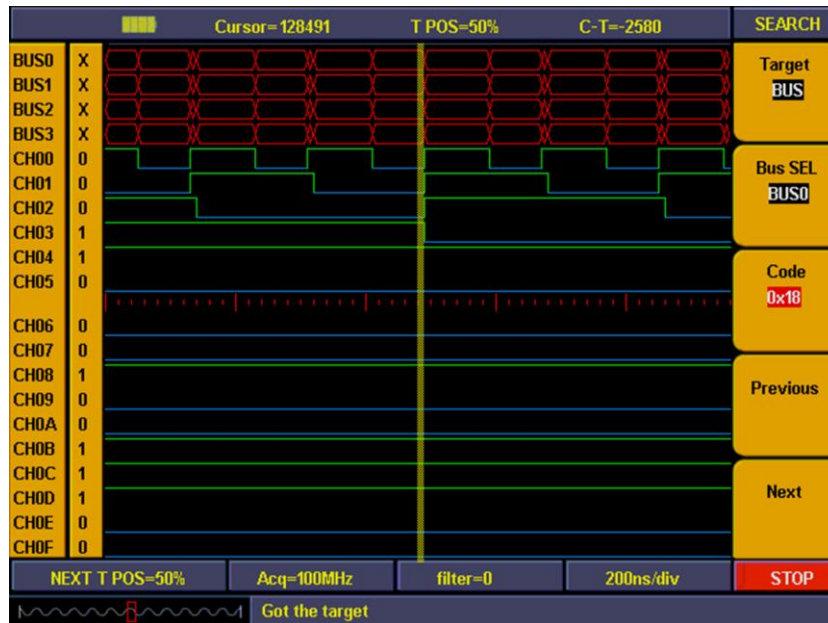 Cursor=128491 T POS=50% C-T=-2580 SEARCH
BUS0 X
BUS1 X
BUS2 X
BUS3 X
CH00 0
CH01 0
CH02 0
CH03 1
CH04 1
CH05 0
CH06 0
CH07 0
CH08 1
CH09 0
CH0A 0
CH0B 1
CH0C 1
CH0D 1
CH0E 0
CH0F 0
Target
BUS
Bus SEL
BUS0
Code
0x18
Previous
Next
NEXT T POS=50% Acq=100MHz filter=0 200ns/div STOP
Got the target